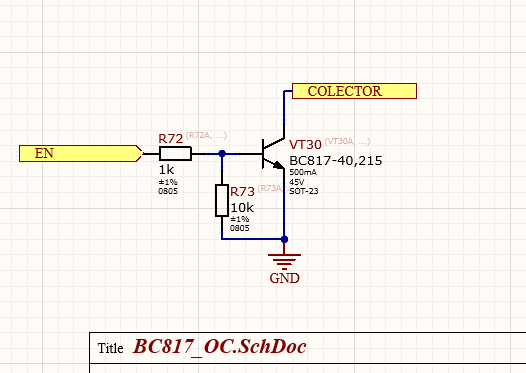 COLECTOR
R72 (R72A, ...)
EN
1k
±1%
0805
VT30 (VT30A, ...)
BC817-40,215
500mA
45V
SOT-23
R73 (R73A
10k
±1%
0805
GND
Title BC817_OC.SchDoc